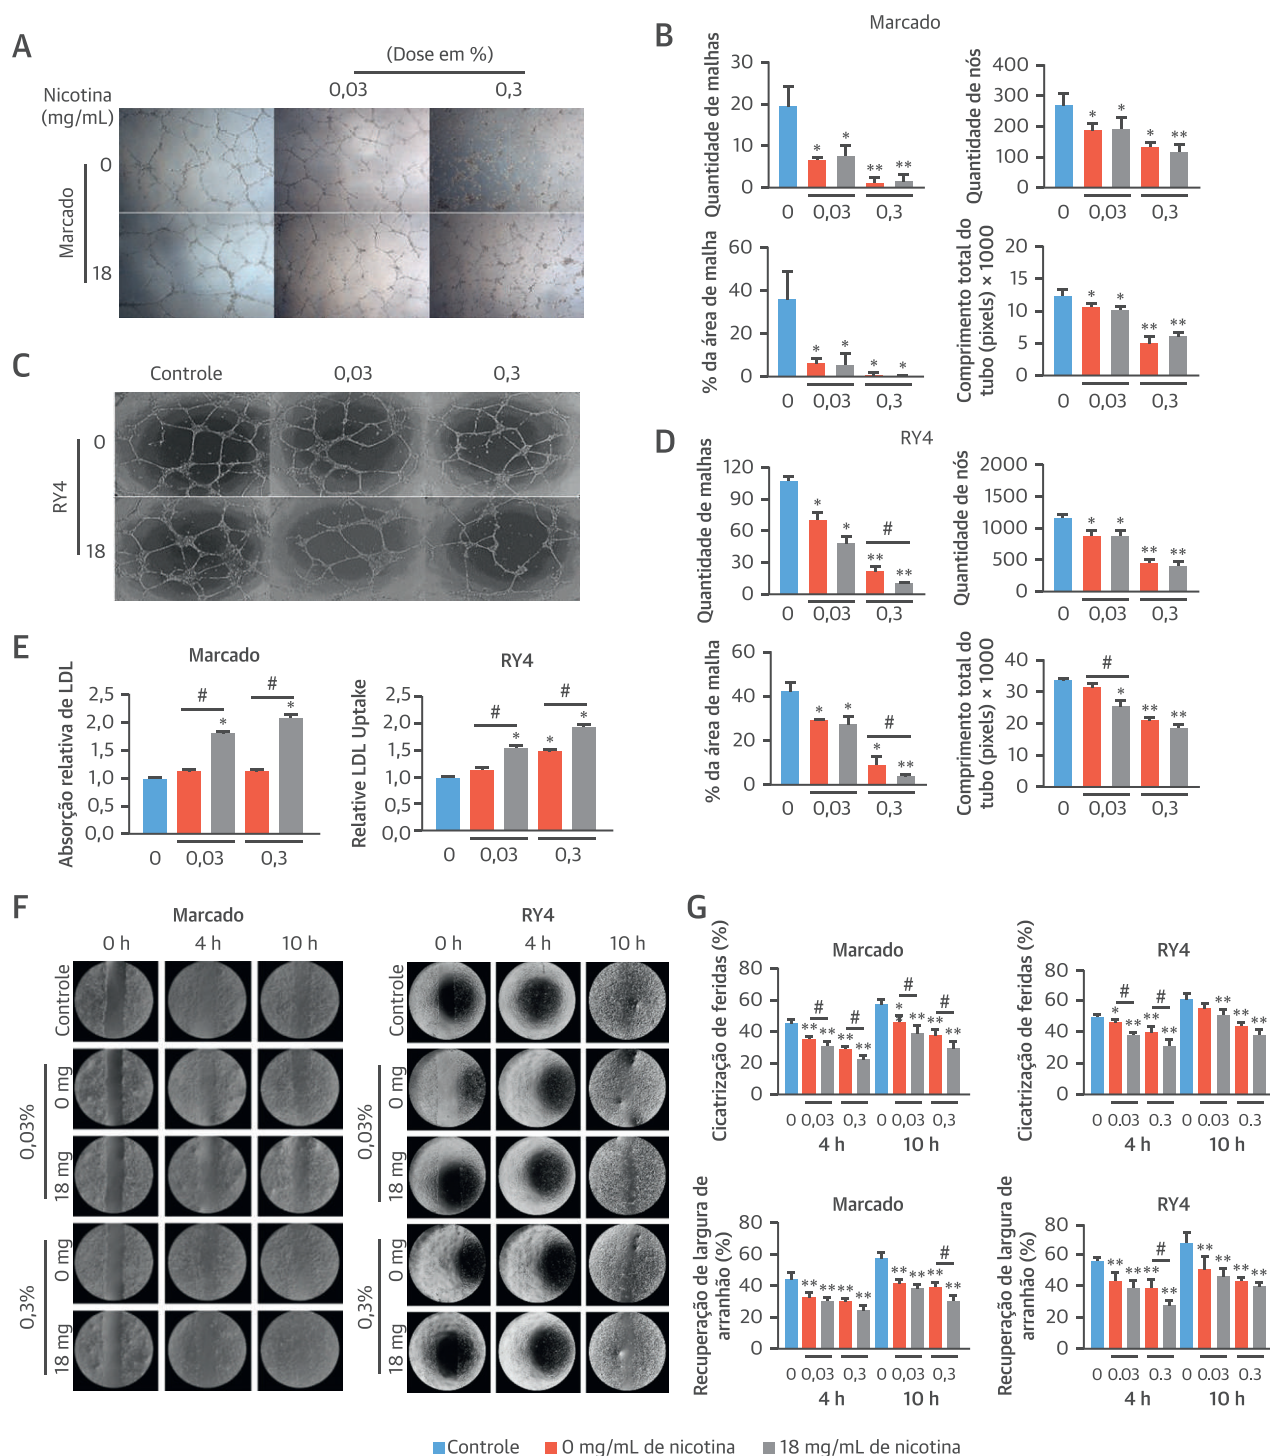 A
(Dose em %)
Nicotina
(mg/mL)
0,03
0,3
Marcado
0
18
B
Marcado
Quantidade de malhas
30
20
10
0
0
0,03
0,3
*
*
**
**
Quantidade de nós
400
300
200
100
0
0
0,03
0,3
*
*
*
**
% da área de malha
60
40
20
0
0
0,03
0,3
*
*
*
*
Comprimento total do
tubo (pixels) × 1000
20
15
10
5
0
0
0,03
0,3
*
*
**
**
C
Controle
0,03
0,3
RY4
0
18
D
RY4
Quantidade de malhas
120
90
60
30
0
0
0,03
0,3
*
*
#
**
**
Quantidade de nós
2000
1500
1000
500
0
0
0,03
0,3
*
*
**
**
% da área de malha
60
40
20
0
0
0,03
0,3
*
*
#
*
**
Comprimento total do
tubo (pixels) × 1000
40
30
20
10
0
0
0,03
0,3
#
*
**
**
E
Marcado
Absorção relativa de LDL
2,5
2,0
1,5
1,0
0,5
0,0
0
0,03
0,3
#
*
#
*
RY4
Relative LDL Uptake
2,5
2,0
1,5
1,0
0,5
0,0
0
0,03
0,3
#
*
#
*
*
F
Marcado
0 h
4 h
10 h
Controle
0,03%
0 mg
18 mg
0,3%
0 mg
18 mg
RY4
0 h
4 h
10 h
Controle
0,03%
0 mg
18 mg
0,3%
0 mg
18 mg
G
Marcado
Cicatrização de feridas (%)
80
60
40
20
0
#
**
**
#
**
**
#
*
**
#
**
**
0 0,03 0,3 0 0,03 0,3
4 h
10 h
RY4
Cicatrização de feridas (%)
80
60
40
20
0
#
*
**
#
**
**
**
**
**
0 0.03 0.3 0 0.03 0.3
4 h
10 h
Marcado
Recuperação de largura de
arranhão (%)
80
60
40
20
0
**
**
**
**
**
**
#
**
**
0 0,03 0,3 0 0,03 0,3
4 h
10 h
RY4
Recuperação de largura de
arranhão (%)
80
60
40
20
0
**
**
#
**
**
**
**
**
**
0 0.03 0.3 0 0.03 0.3
4 h
10 h
Controle 0 mg/mL de nicotina 18 mg/mL de nicotina